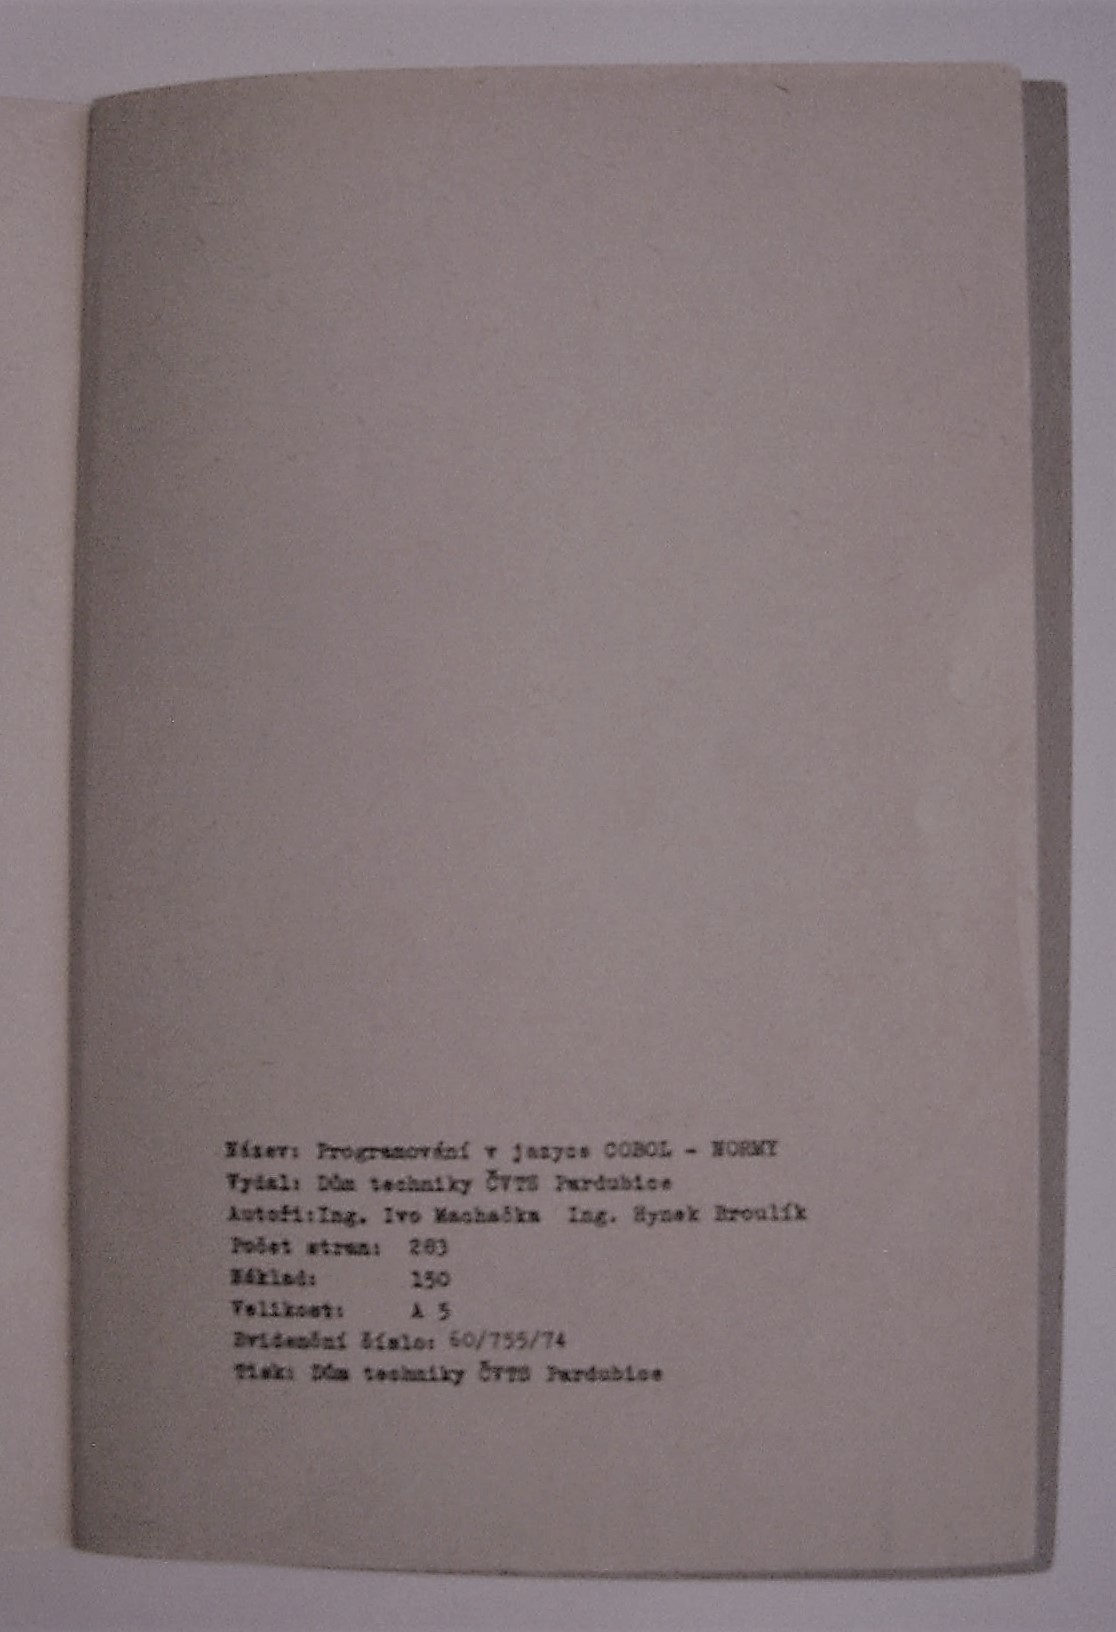 Název: Programování v jazyce COBOL - NORMY
Vydal: Dům techniky ČVTS Pardubice
Autoři:Ing. Ivo Machačka Ing. Hynek Broulík
Počet stran: 283
Náklad: 150
Velikost: A 5
Evidenční číslo: 60/755/74
Tisk: Dům techniky ČVTS Pardubice